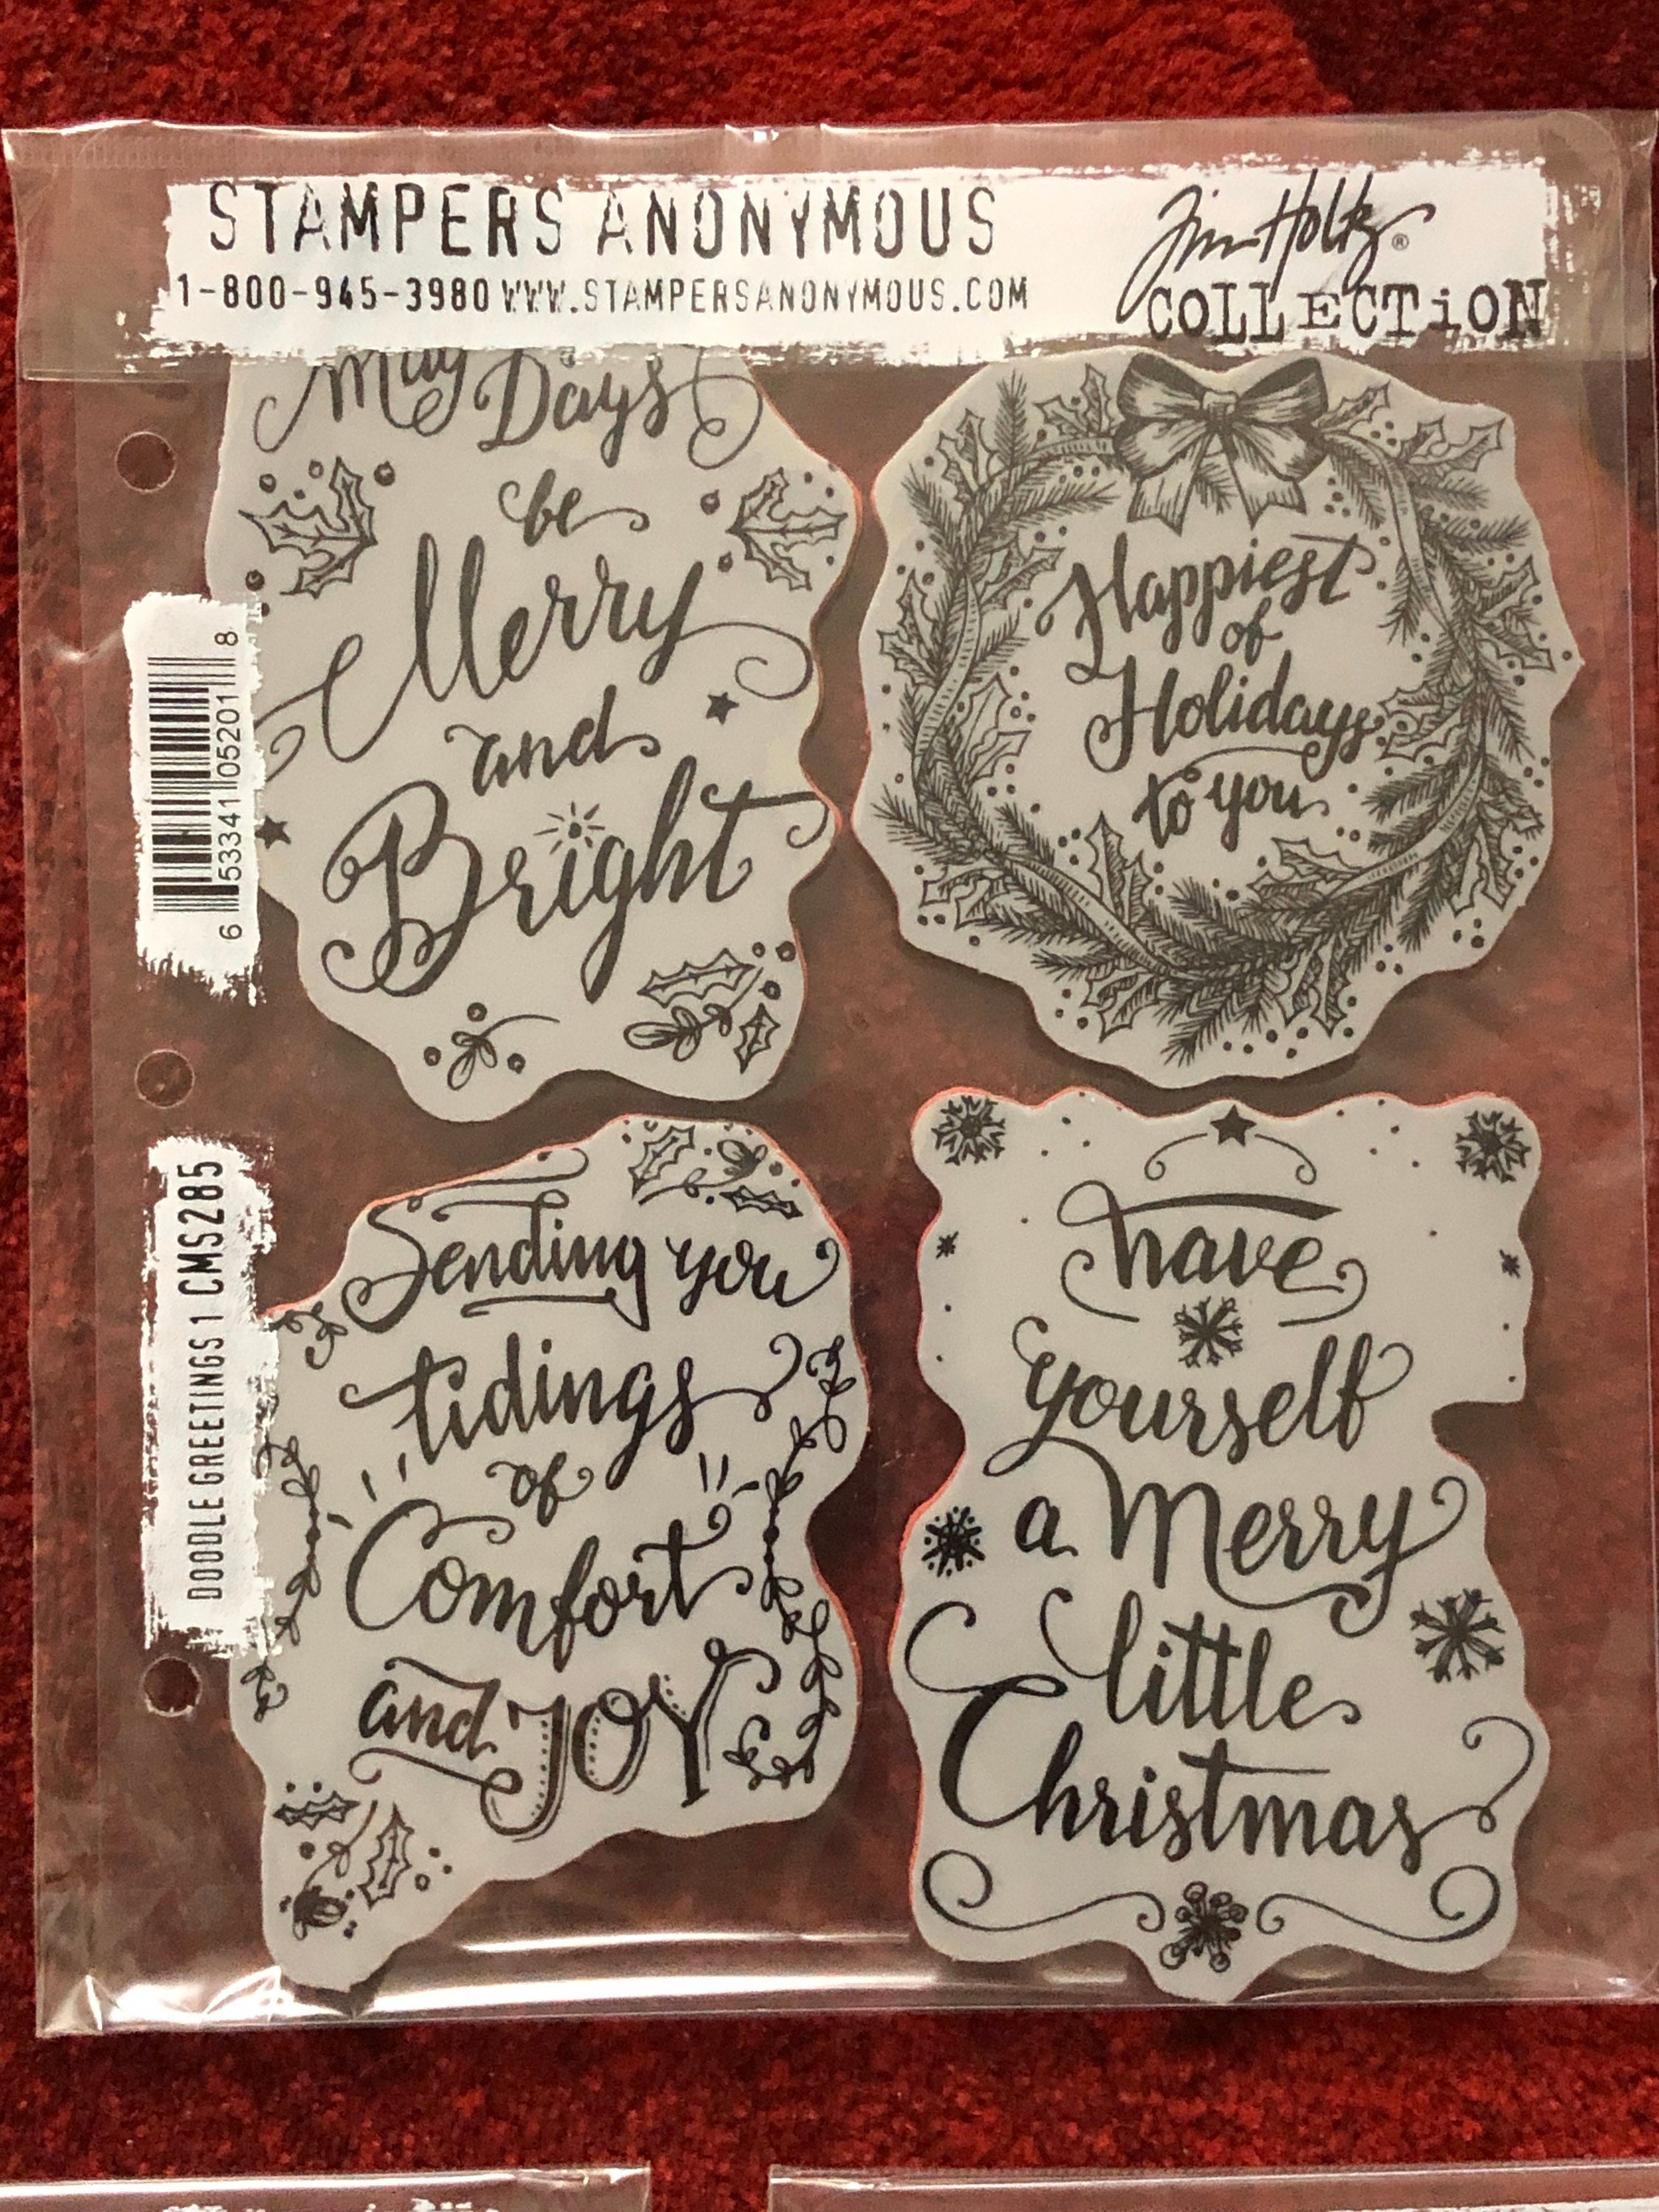 STAMPERS ANONYMOUS
1-800-945-3980 WWW.STAMPERSANONYMOUS.COM
Tim Holtz®
COLLECTiON
May Days
be
Merry
and
Bright
Happiest
of
Holidays
to you
6 53341 05201 8
DOODLE GREETINGS 1 CMS285
Sending you
tidings
of
Comfort
and JOY
have
yourself
a Merry
little
Christmas